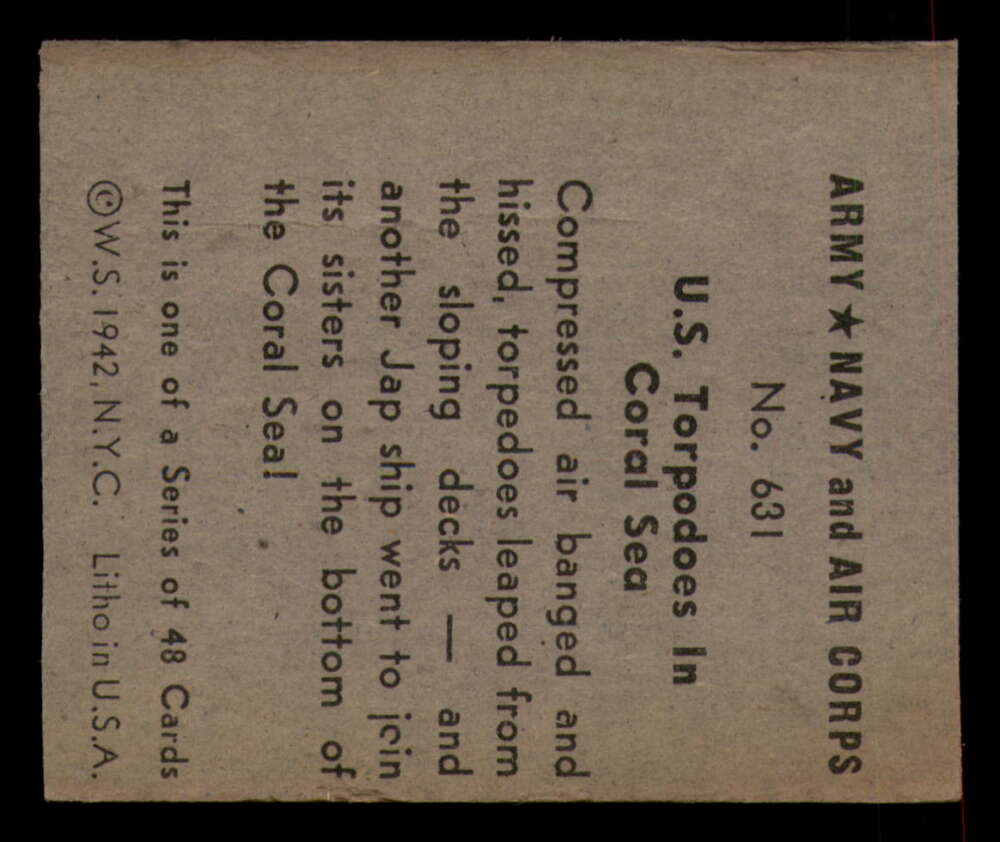 ARMY ★ NAVY and AIR CORPS
No. 631
U.S. Torpodoes In
Coral Sea
Compressed air banged and
hissed, torpedoes leaped from
the sloping decks — and
another Jap ship went to join
its sisters on the bottom of
the Coral Sea!
This is one of a Series of 48 Cards
©W.S. 1942, N.Y.C. Litho in U.S.A.